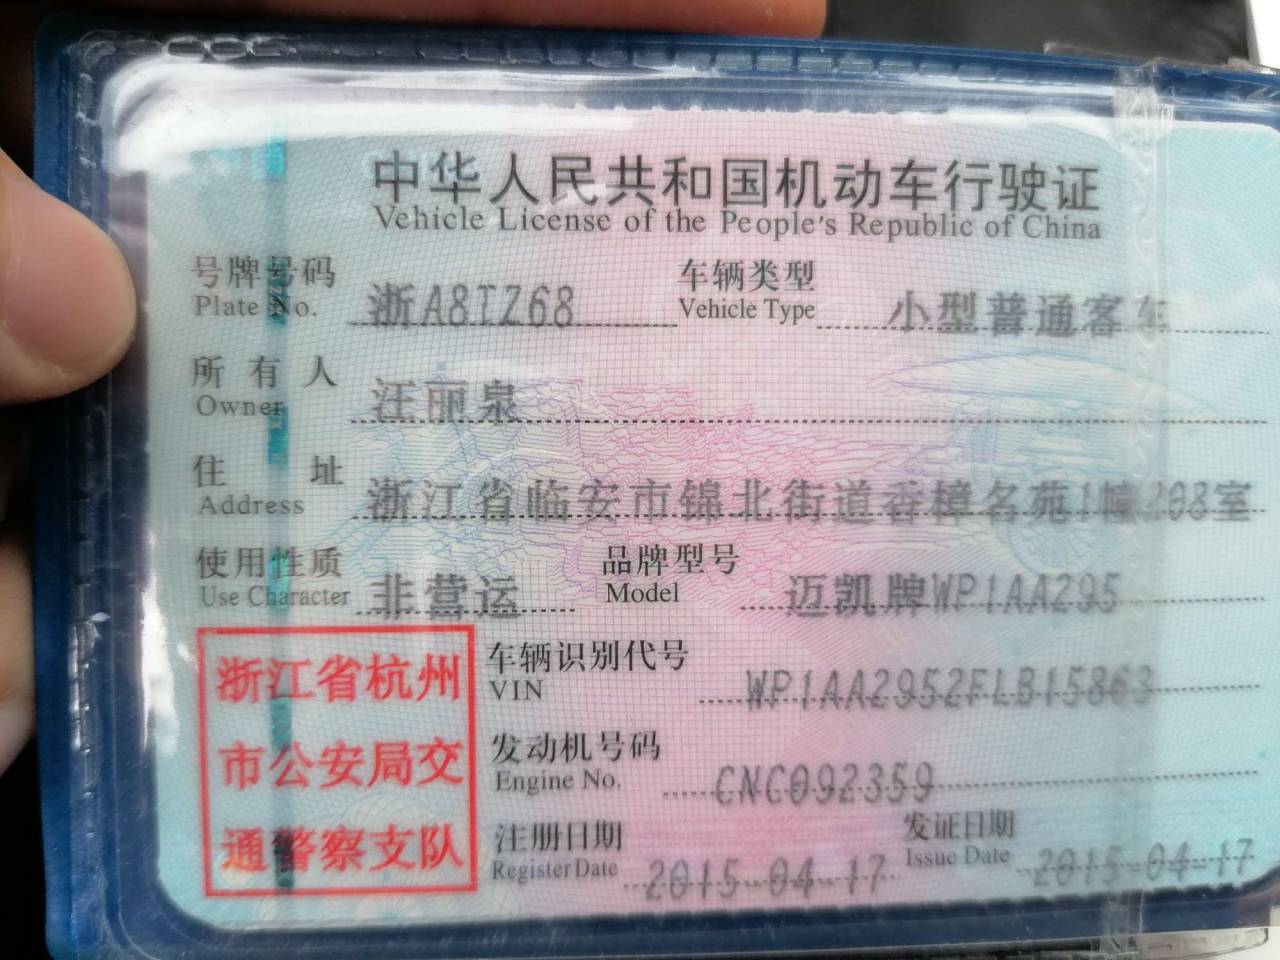 中华人民共和国机动车行驶证
Vehicle License of the People's Republic of China
号牌号码 浙A8TZ68 车辆类型 小型普通客车
Plate No. Vehicle Type
所有人 汪丽泉
Owner
住址 浙江省临安市锦北街道香樟名苑1幢208室
Address
使用性质 非营运 品牌型号 迈凯牌WP1AA295
Use Character Model
浙江省杭州
市公安局交
通警察支队
车辆识别代号 WP1AA2952FLB15863
VIN
发动机号码 CNC092359
Engine No.
注册日期 2015-04-17 发证日期 2015-04-17
Register Date Issue Date